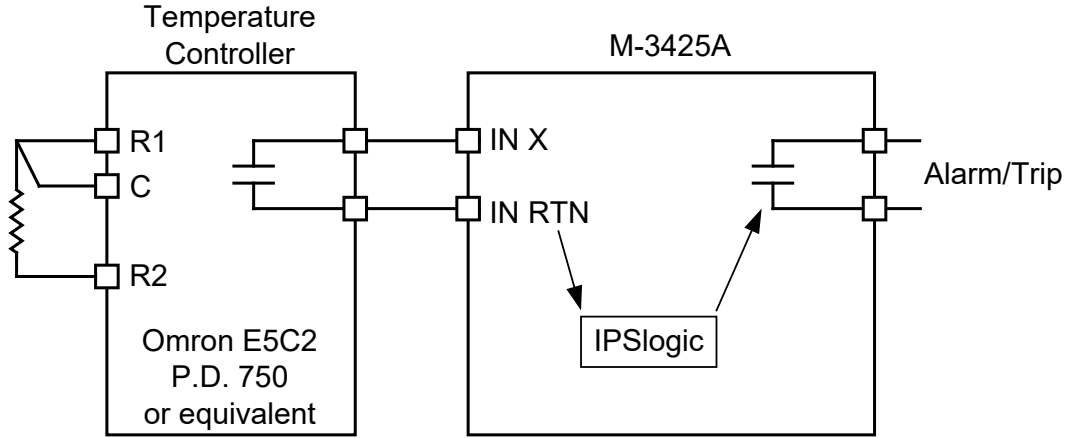 Temperature
Controller
M-3425A
R1
C
R2
IN X
IN RTN
Alarm/Trip
IPSlogic
Omron E5C2
P.D. 750
or equivalent